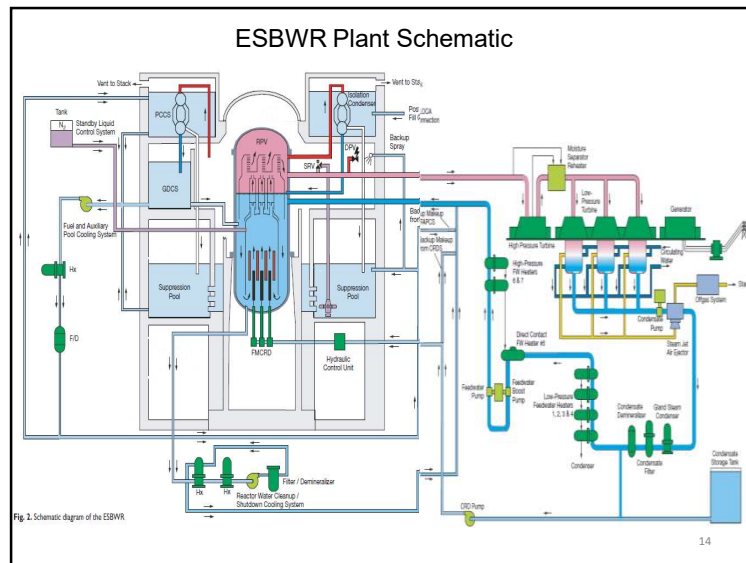 ESBWR Plant Schematic
Vent to Stack
Vent to
Tank
N₂
Standby Liquid
Control System
PCCS
Isolation
Condenser
RPV
DPV
SRV
Backup
Spray
GDCS
Fuel and Auxiliary
Pool Cooling System
Hx
F/D
Suppression
Pool
Suppression
Pool
FMCRD
Hydraulic
Control Unit
Hx
Hx
Filter / Demineralizer
Reactor Water Cleanup /
Shutdown Cooling System
Moisture
Separator
Reheater
Low-
Pressure
Turbine
High-Pressure Turbine
Generator
Circulating
Water
Offgas System
Condensate
Pump
Steam Jet
Air Ejector
High-Pressure
FW Heaters
6 & 7
Direct Contact
FW Heater #5
Feedwater
Pump
Feedwater
Boost
Pump
Low-Pressure
Feedwater Heaters
1, 2, 3 & 4
Condenser
Condensate
Demineralizer
Gland Steam
Condenser
Condensate
Filter
Condensate
Storage Tank
CRD Pump
Fig. 2. Schematic diagram of the ESBWR
14